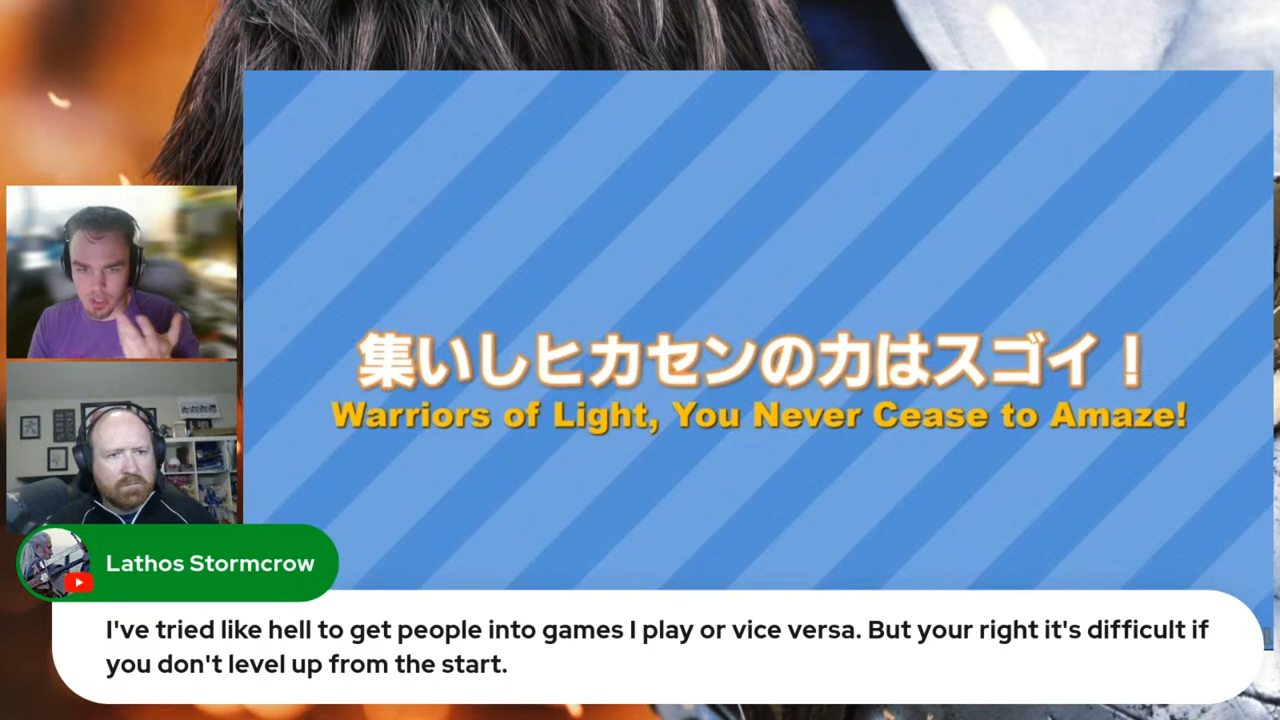 集いしヒカセンの力はスゴイ！
Warriors of Light, You Never Cease to Amaze!
Lathos Stormcrow
I've tried like hell to get people into games I play or vice versa. But your right it's difficult if
you don't level up from the start.